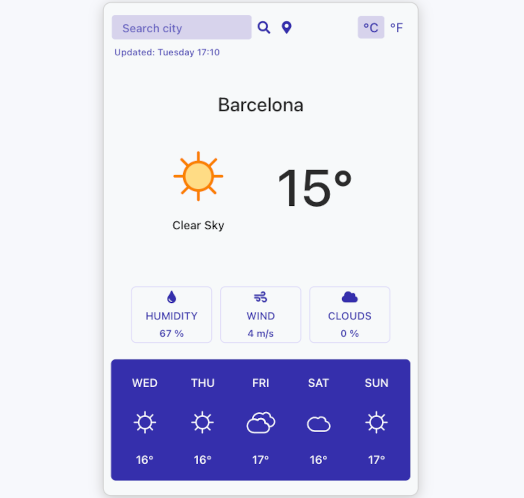 Search city
°C °F
Updated: Tuesday 17:10
Barcelona
15°
Clear Sky
HUMIDITY WIND CLOUDS
67 % 4 m/s 0 %
WED THU FRI SAT SUN
16° 16° 17° 16° 17°